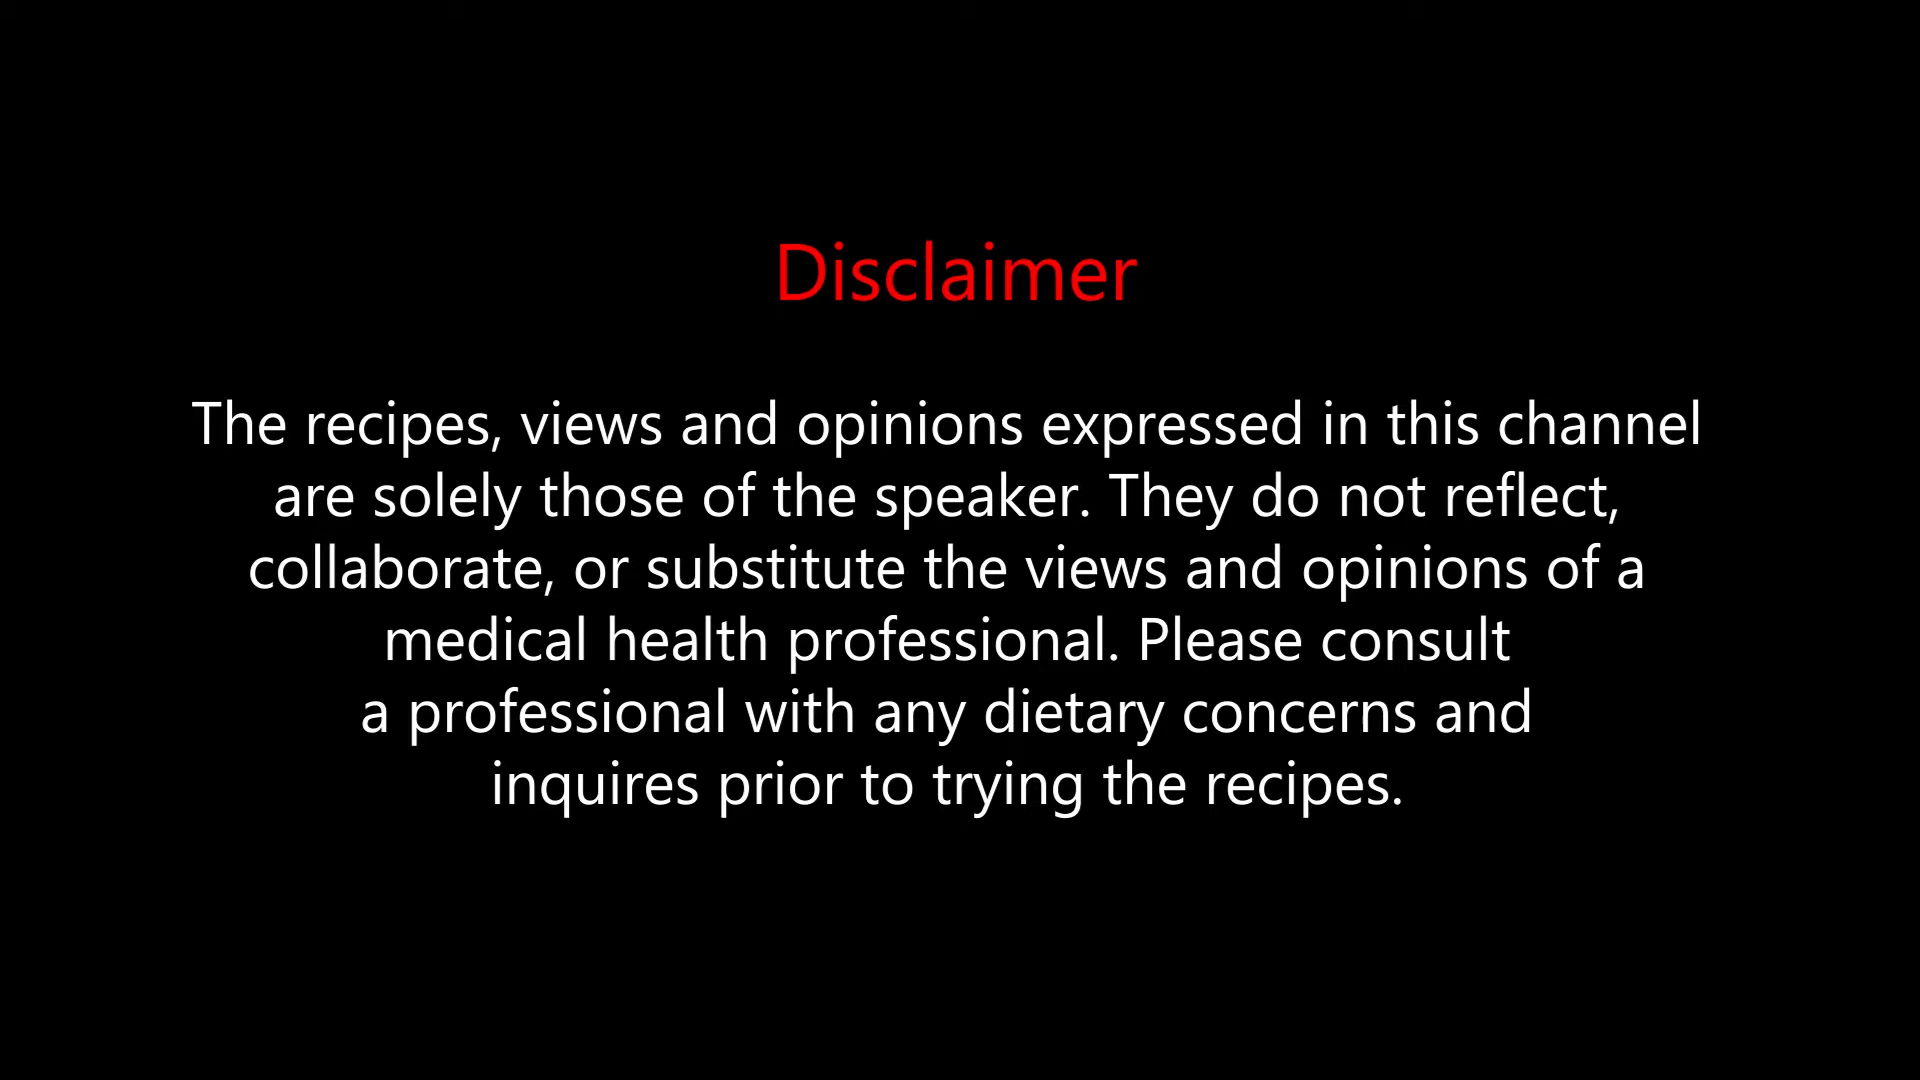 Disclaimer
The recipes, views and opinions expressed in this channel
are solely those of the speaker. They do not reflect,
collaborate, or substitute the views and opinions of a
medical health professional. Please consult
a professional with any dietary concerns and
inquires prior to trying the recipes.